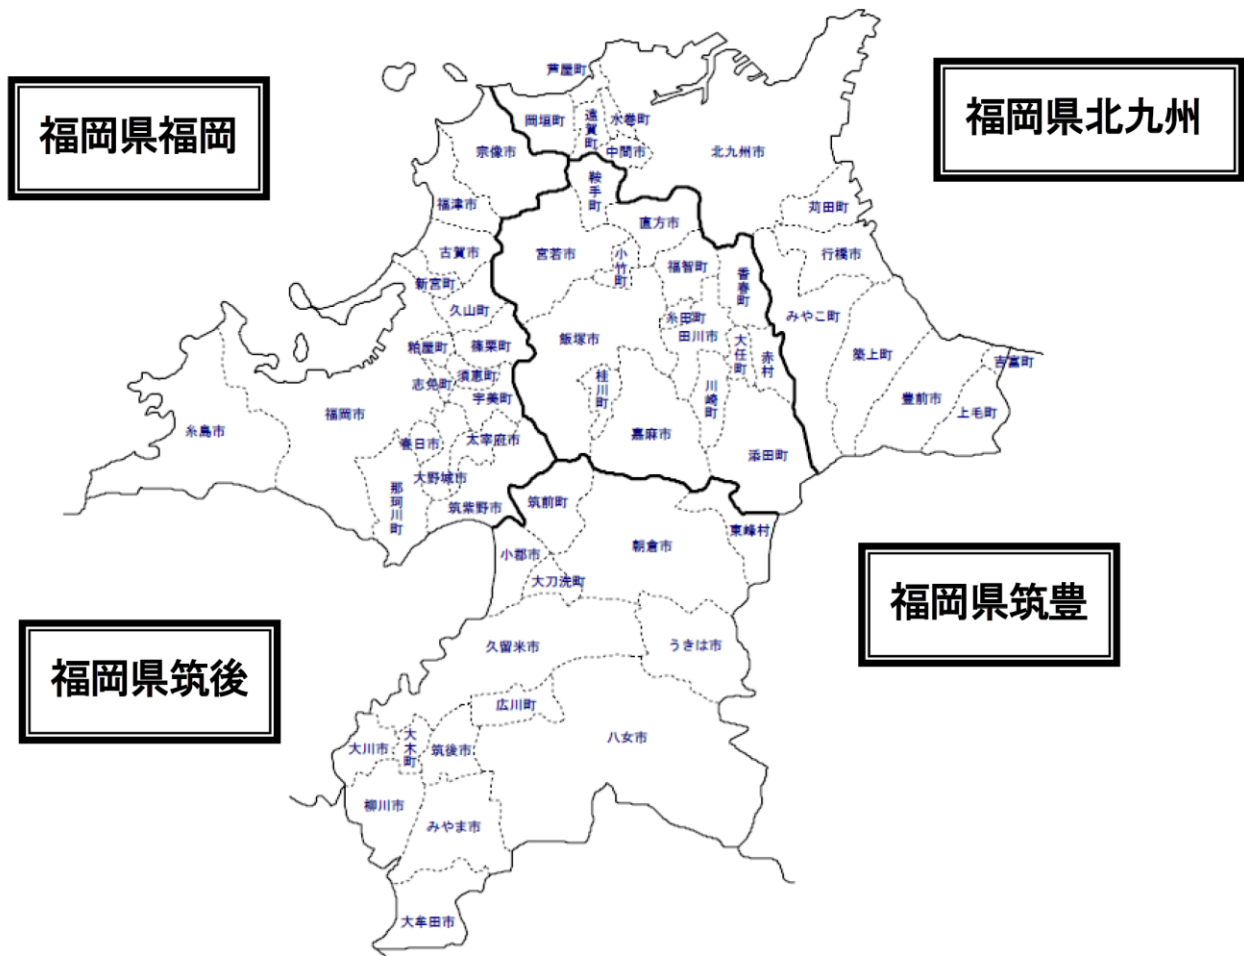 福岡県福岡
福岡県北九州
芦屋町
岡垣町
遠賀町
水巻町
中間市
北九州市
宗像市
鞍手町
福津市
直方市
苅田町
古賀市
宮若市
小竹町
福智町
香春町
行橋市
新宮町
久山町
糸田町
みやこ町
粕屋町
篠栗町
飯塚市
田川市
大任町
赤村
築上町
吉富町
志免町
須恵町
宇美町
桂川町
川崎町
豊前市
上毛町
糸島市
福岡市
春日市
太宰府市
嘉麻市
添田町
大野城市
那珂川町
筑紫野市
筑前町
東峰村
小郡市
朝倉市
大刀洗町
福岡県筑豊
福岡県筑後
久留米市
うきは市
広川町
大川市
大木町
筑後市
八女市
柳川市
みやま市
大牟田市